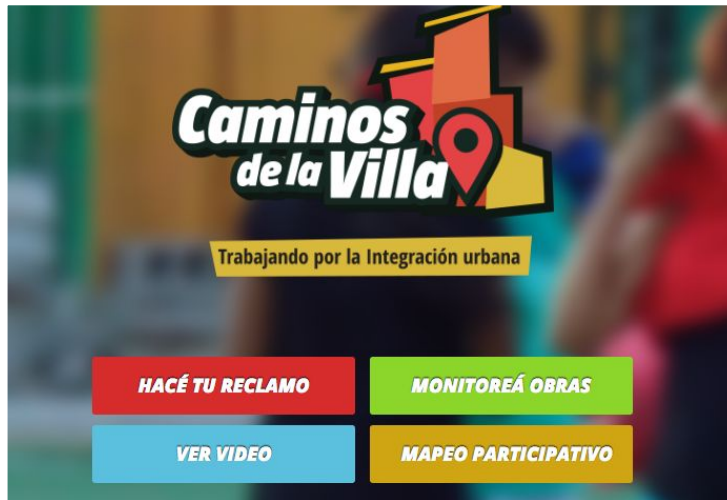 Caminos
de la Villa
Trabajando por la Integración urbana
HACÉ TU RECLAMO
MONITOREÁ OBRAS
VER VIDEO
MAPEO PARTICIPATIVO